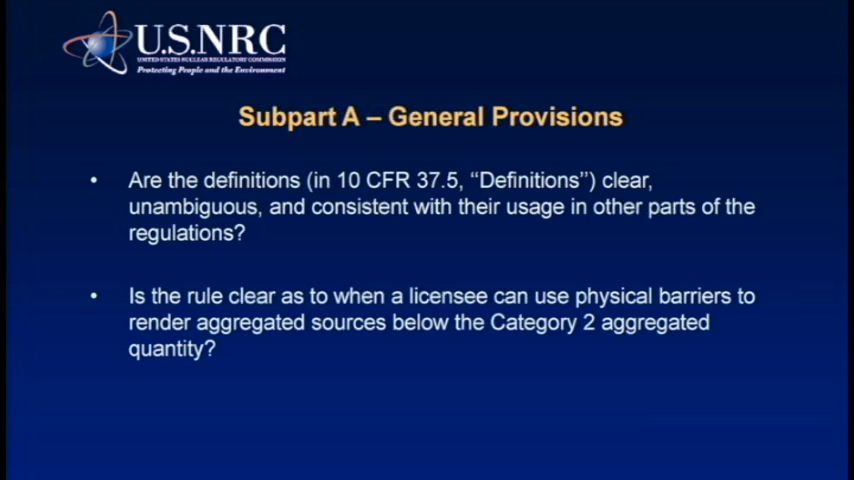 U.S.NRC
UNITED STATES NUCLEAR REGULATORY COMMISSION
Protecting People and the Environment
Subpart A – General Provisions
• Are the definitions (in 10 CFR 37.5, “Definitions”) clear,
unambiguous, and consistent with their usage in other parts of the
regulations?
• Is the rule clear as to when a licensee can use physical barriers to
render aggregated sources below the Category 2 aggregated
quantity?